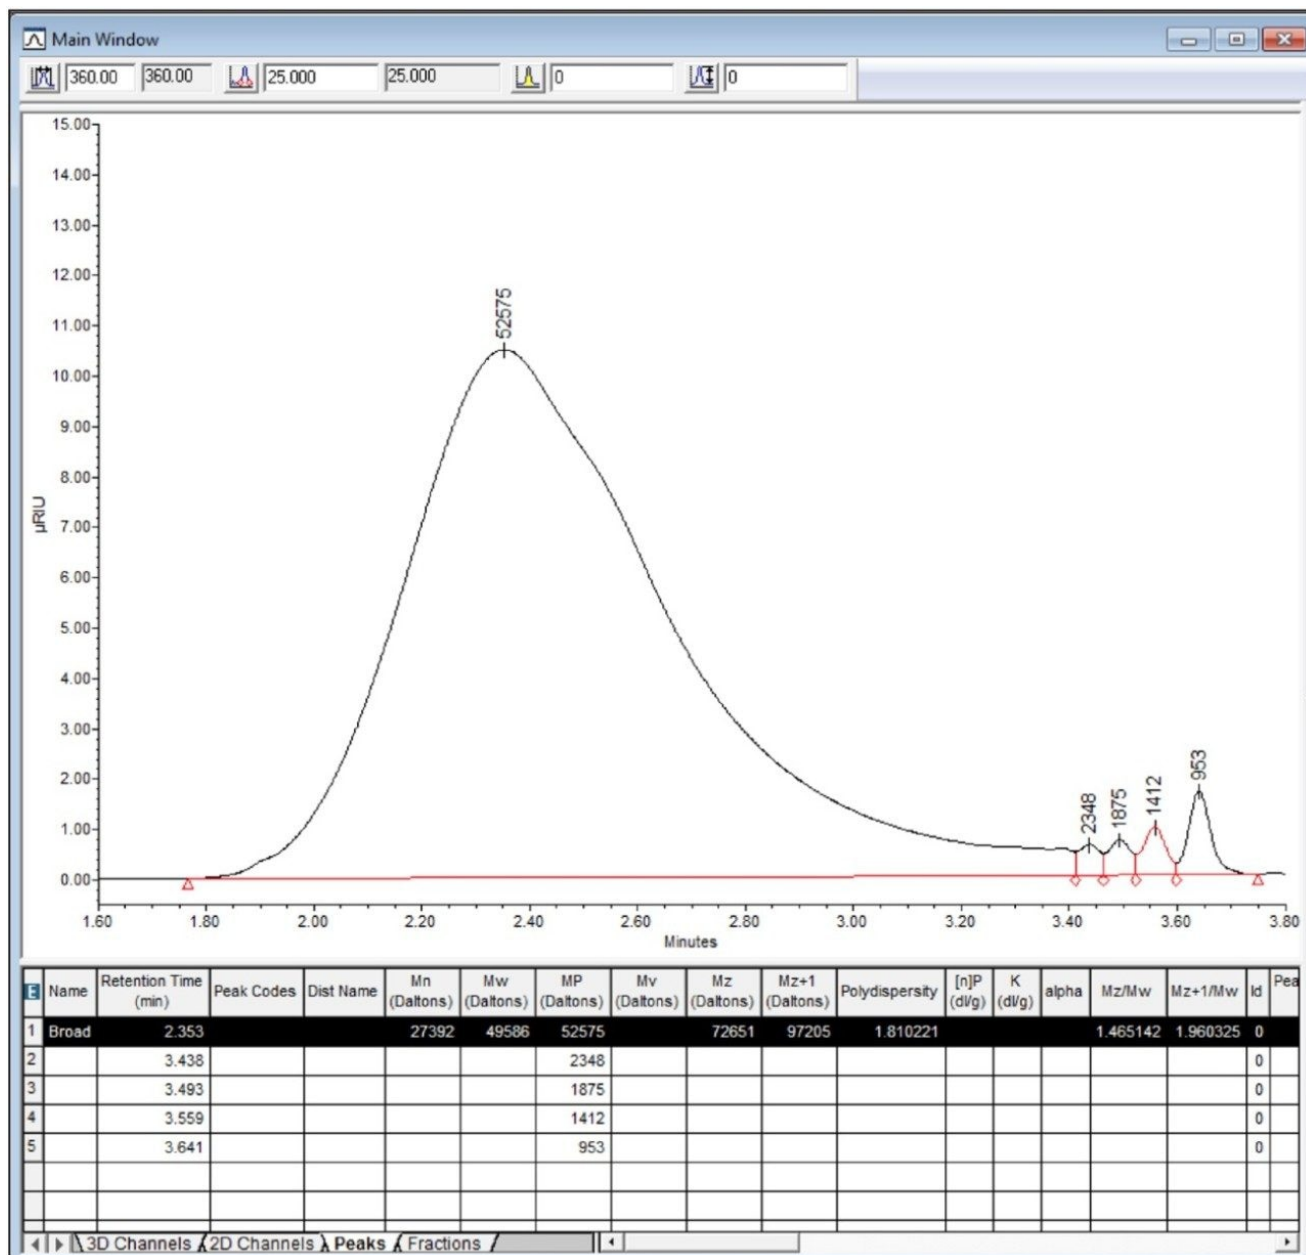 Main Window
360.00 360.00 25.000 25.000 0 0
15.00
14.00
13.00
12.00
11.00
10.00
9.00
8.00
7.00
6.00
5.00
4.00
3.00
2.00
1.00
0.00
µRIU
52575
2348
1875
1412
953
1.60 1.80 2.00 2.20 2.40 2.60 2.80 3.00 3.20 3.40 3.60 3.80
Minutes
E Name Retention Time (min) Peak Codes Dist Name Mn (Daltons) Mw (Daltons) MP (Daltons) Mv (Daltons) Mz (Daltons) Mz+1 (Daltons) Polydispersity [n]P (dl/g) K (dl/g) alpha Mz/Mw Mz+1/Mw Id Pea
1 Broad 2.353 27392 49586 52575 72651 97205 1.810221 1.465142 1.960325 0
2 3.438 2348 0
3 3.493 1875 0
4 3.559 1412 0
5 3.641 953 0
3D Channels 2D Channels Peaks Fractions